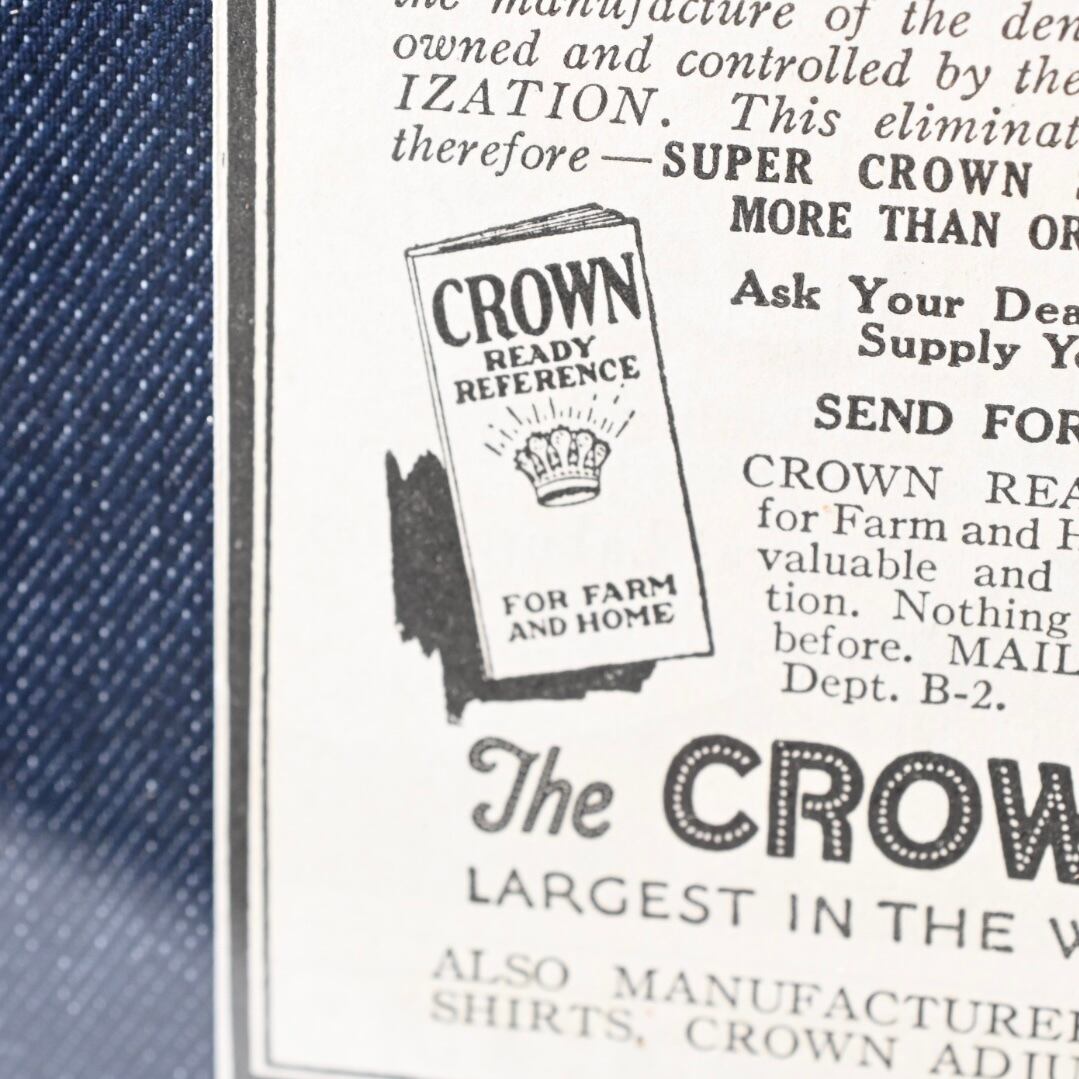 the manufacture of the den
owned and controlled by the
IZATION. This eliminat
therefore—SUPER CROWN
MORE THAN OR
CROWN
READY
REFERENCE
FOR FARM
AND HOME
Ask Your Dea
Supply Yo
SEND FOR
CROWN REA
for Farm and H
valuable and
tion. Nothing
before. MAIL
Dept. B-2.
The CROW
LARGEST IN THE W
ALSO MANUFACTURER
SHIRTS, CROWN ADJU